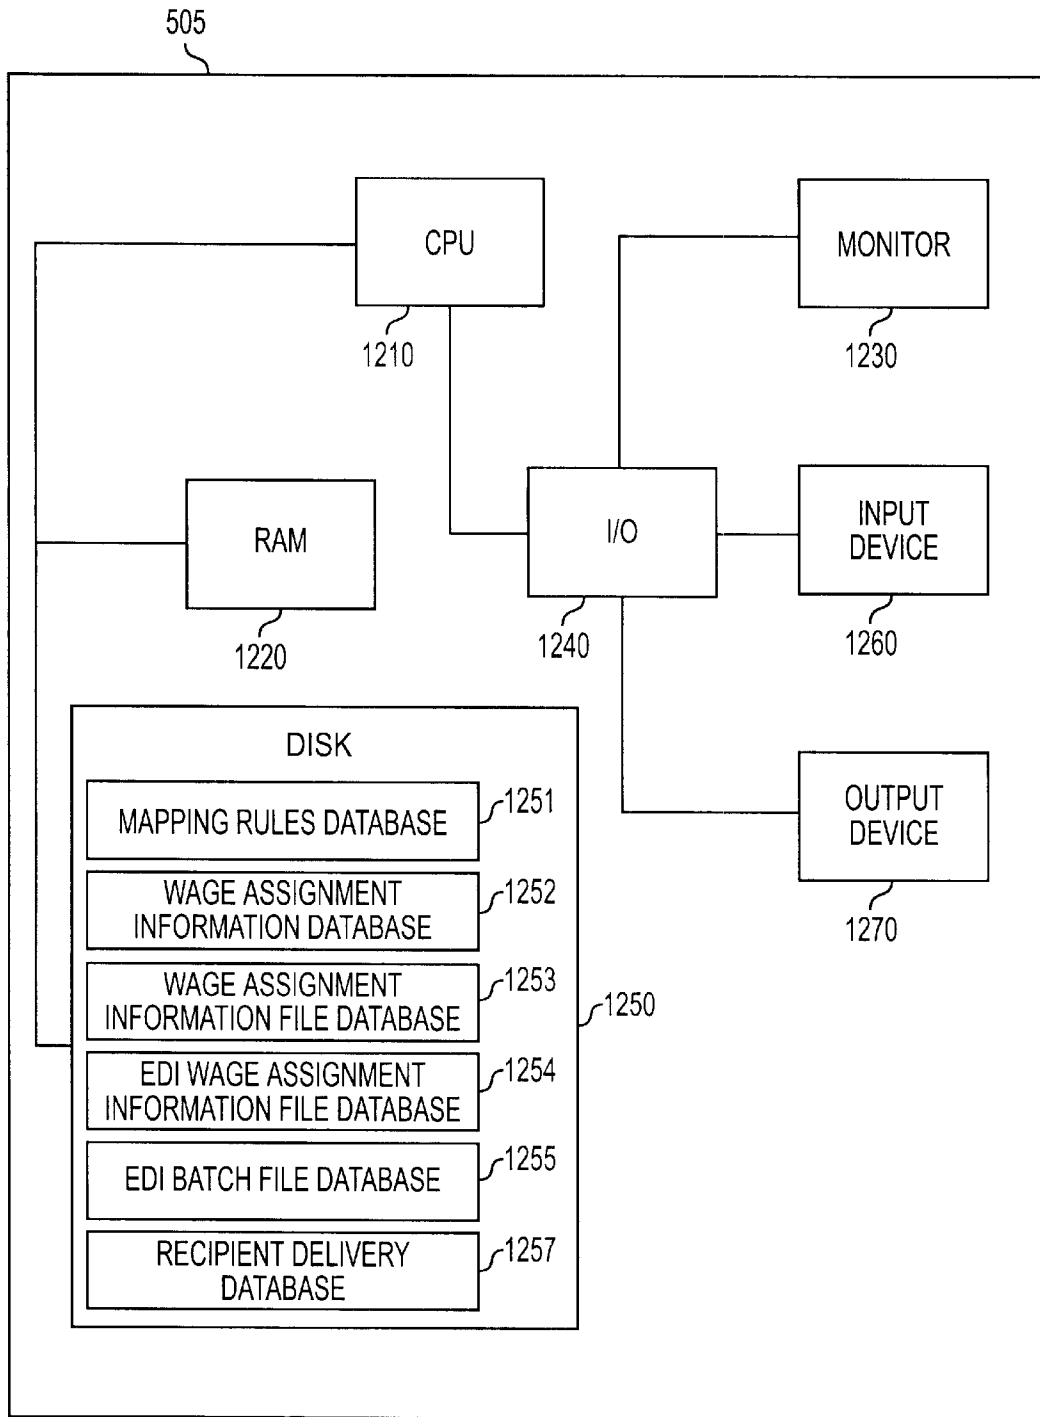 505
CPU
1210
MONITOR
1230
RAM
1220
I/O
1240
INPUT
DEVICE
1260
OUTPUT
DEVICE
1270
DISK
MAPPING RULES DATABASE
1251
WAGE ASSIGNMENT
INFORMATION DATABASE
1252
WAGE ASSIGNMENT
INFORMATION FILE DATABASE
1253
EDI WAGE ASSIGNMENT
INFORMATION FILE DATABASE
1254
EDI BATCH FILE DATABASE
1255
RECIPIENT DELIVERY
DATABASE
1257
1250